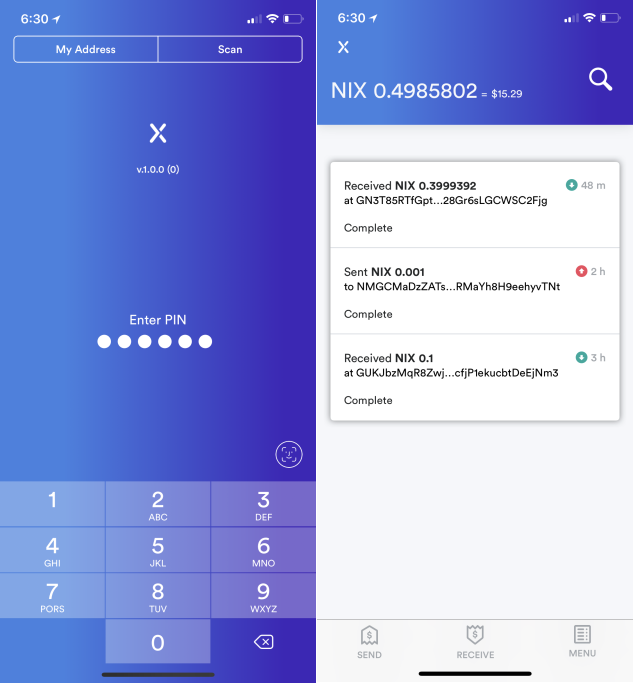 6:30
My Address
Scan
v.1.0.0 (0)
Enter PIN
1
2
ABC
3
DEF
4
GHI
5
JKL
6
MNO
7
PQRS
8
TUV
9
WXYZ
0
6:30
NIX 0.4985802 = $15.29
Received NIX 0.3999392
48 m
at GN3T85RTfGpt...28Gr6sLGCWSC2Fjg
Complete
Sent NIX 0.001
2 h
to NMGCMaDzZATs...RMaYh8H9eehyvTNt
Complete
Received NIX 0.1
3 h
at GUKJbzMqR8Zwj...cfjP1ekucbtDeEjNm3
Complete
SEND
RECEIVE
MENU